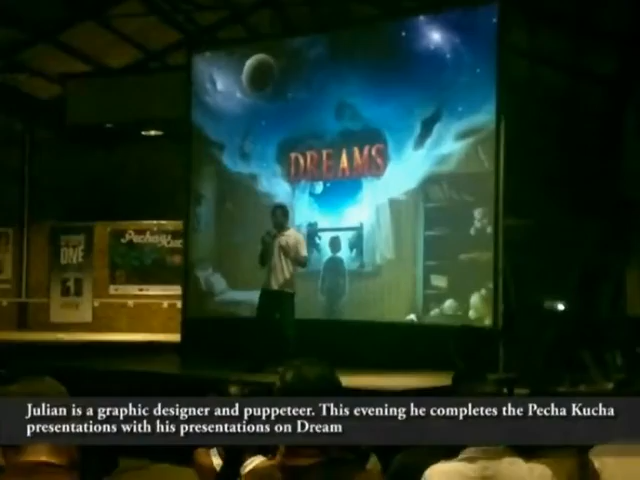 DREAMS
Pecha Kucha
ONE
Julian is a graphic designer and puppeteer. This evening he completes the Pecha Kucha
presentations with his presentations on Dream